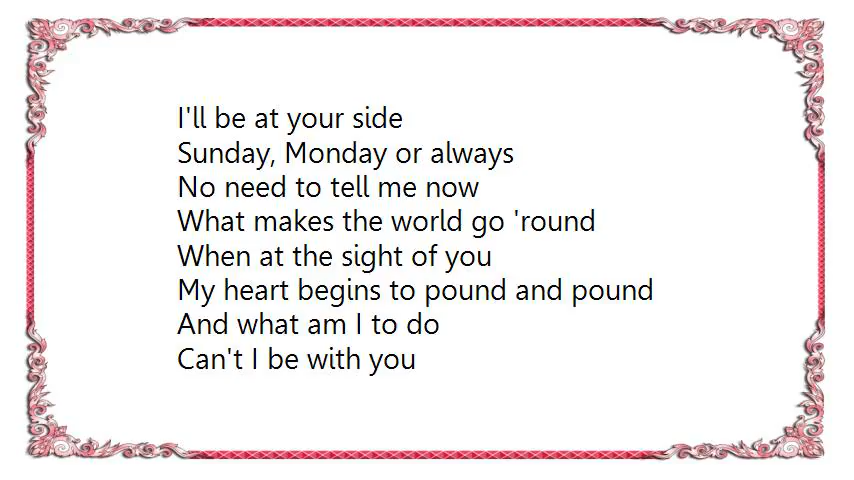 I'll be at your side
Sunday, Monday or always
No need to tell me now
What makes the world go 'round
When at the sight of you
My heart begins to pound and pound
And what am I to do
Can't I be with you